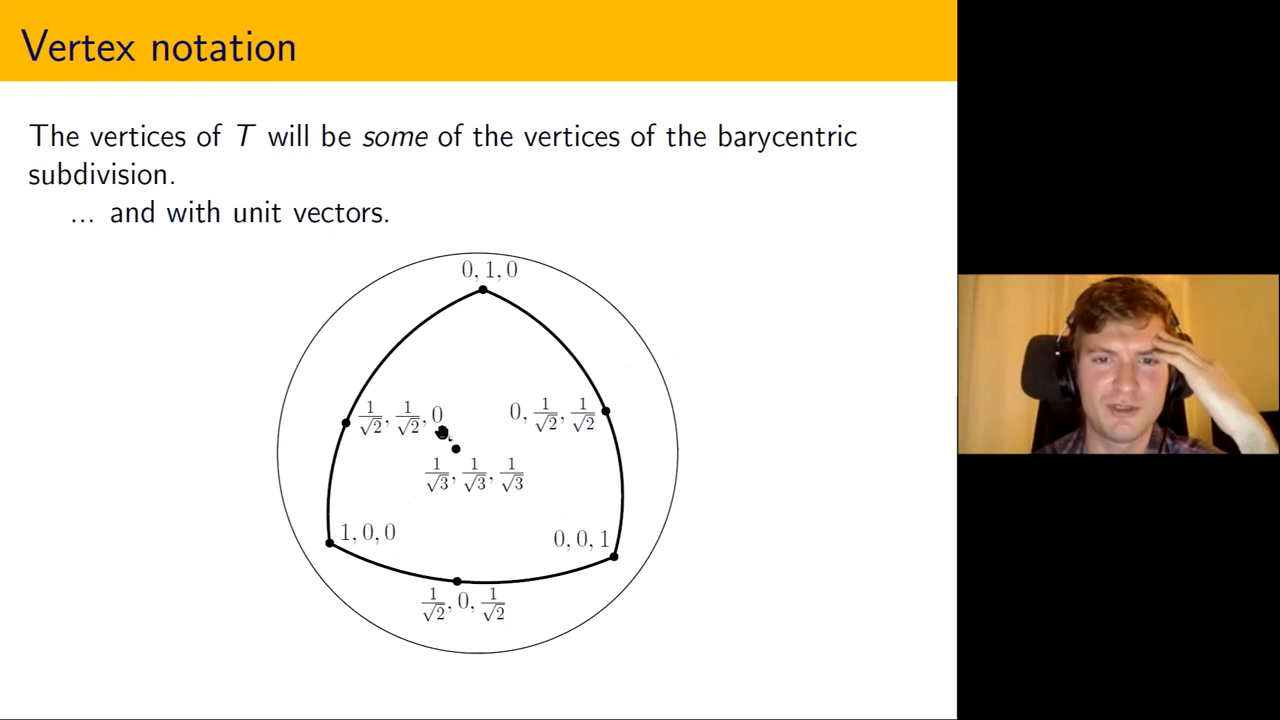 Vertex notation
The vertices of T will be some of the vertices of the barycentric
subdivision.
... and with unit vectors.
0, 1, 0
1/√2, 1/√2, 0
0, 1/√2, 1/√2
1/√3, 1/√3, 1/√3
1, 0, 0
0, 0, 1
1/√2, 0, 1/√2